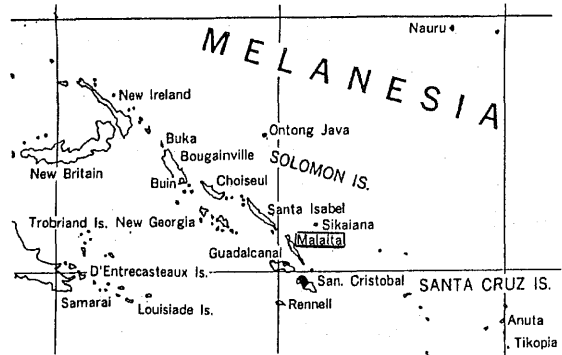 Nauru
MELANESIA
New Ireland
Ontong Java
Buka
Bougainville
SOLOMON IS.
New Britain
Buin
Choiseul
Santa Isabel
Trobriand Is.
New Georgia
Sikaiana
Malaita
Guadalcanal
D'Entrecasteaux Is.
San. Cristobal
SANTA CRUZ IS.
Samarai
Louisiade Is.
Rennell
Anuta
Tikopia